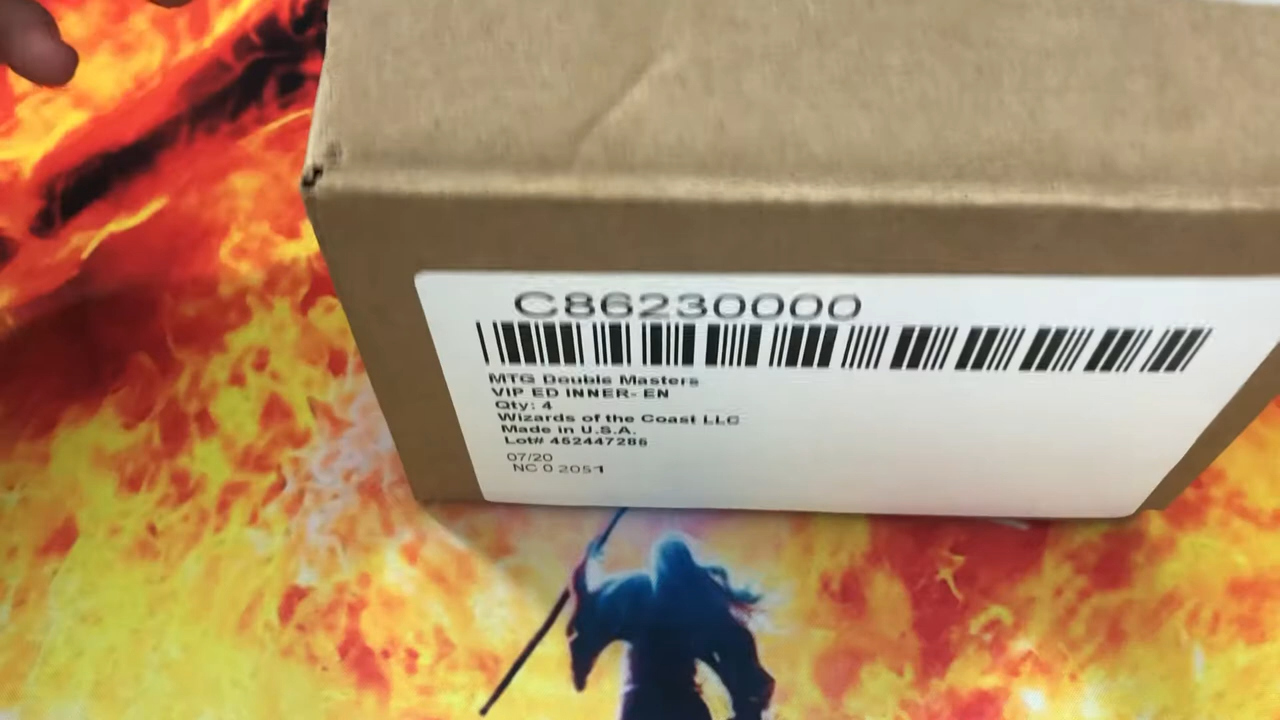 C86230000
MTG Double Masters
VIP ED INNER- EN
Qty: 4
Wizards of the Coast LLC
Made in U.S.A.
Lot# 452447286
07/20
NC 0 2051